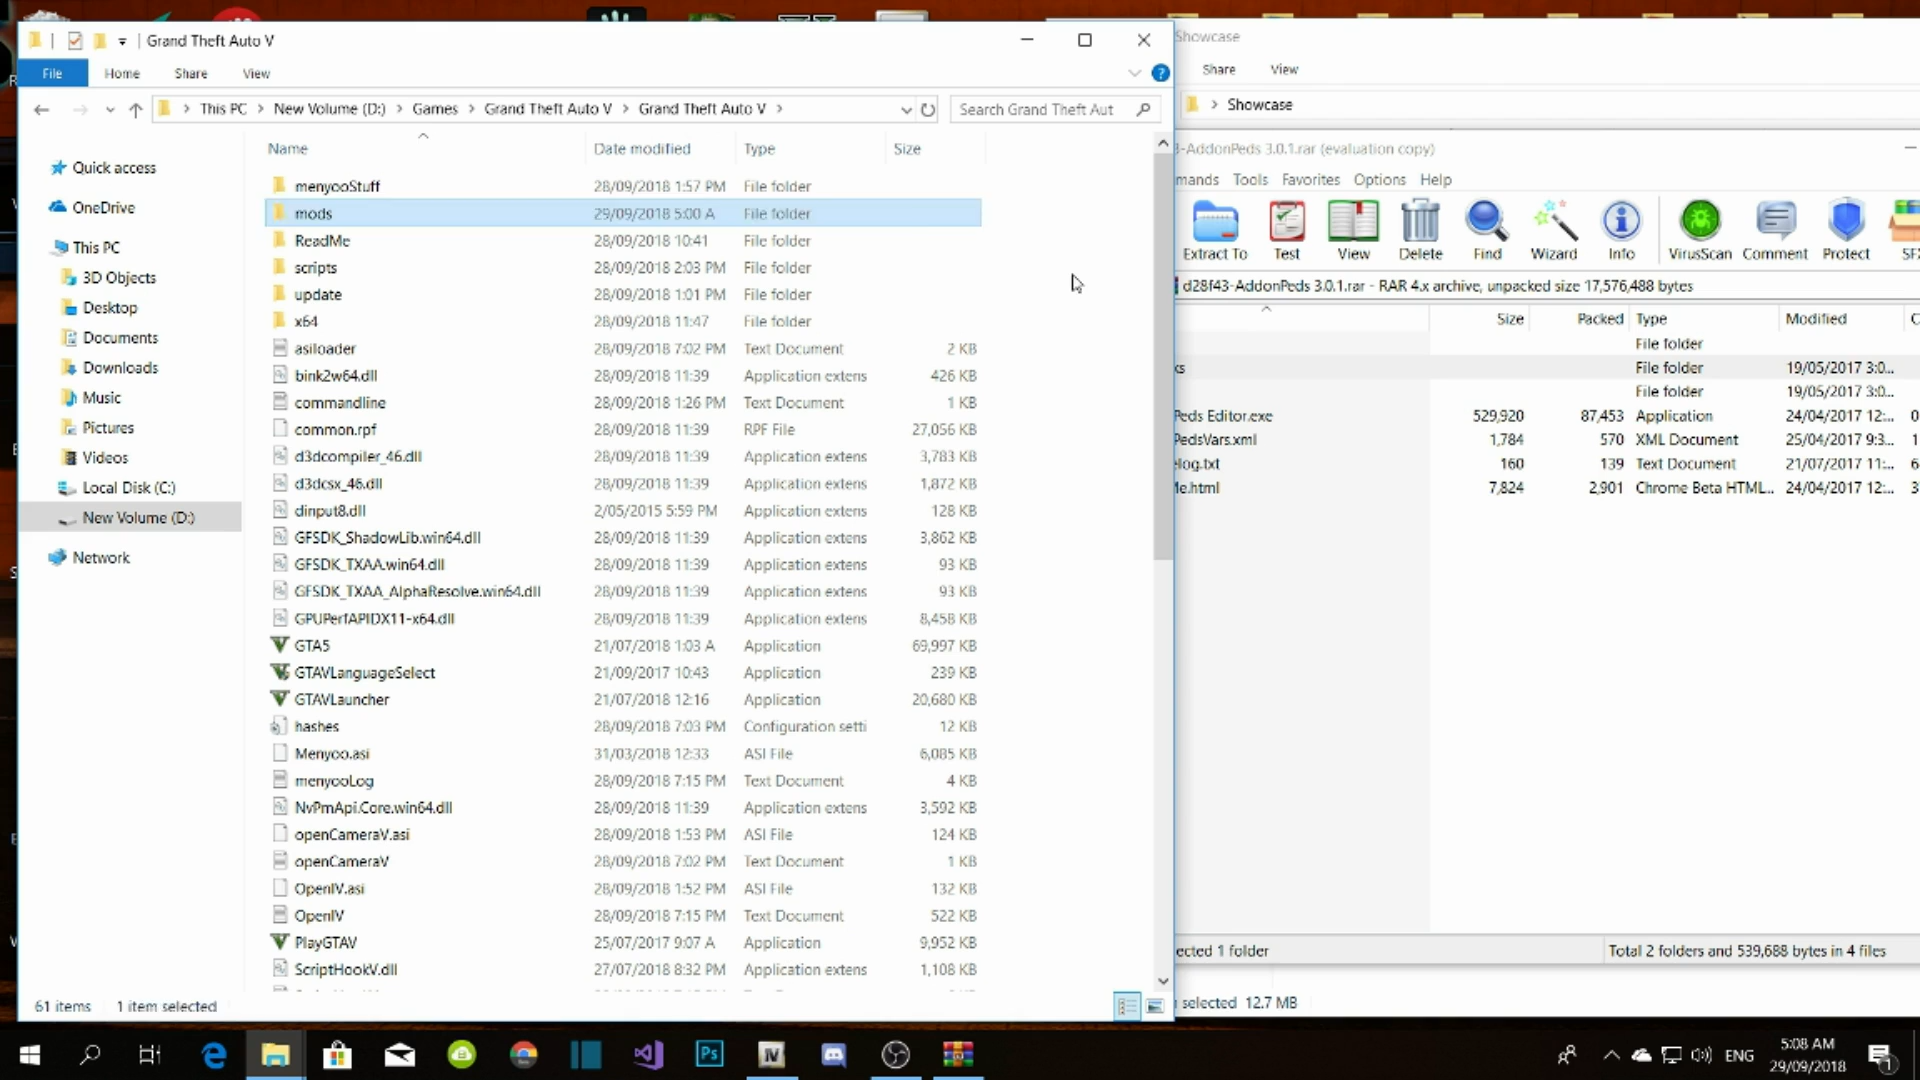 Grand Theft Auto V
File Home Share View
This PC > New Volume (D:) > Games > Grand Theft Auto V > Grand Theft Auto V >
Search Grand Theft Aut
Name Date modified Type Size
Quick access
OneDrive
This PC
3D Objects
Desktop
Documents
Downloads
Music
Pictures
Videos
Local Disk (C:)
New Volume (D:)
Network
menyooStuff 28/09/2018 1:57 PM File folder
mods 29/09/2018 5:00 A File folder
ReadMe 28/09/2018 10:41 File folder
scripts 28/09/2018 2:03 PM File folder
update 28/09/2018 1:01 PM File folder
x64 28/09/2018 11:47 File folder
asiloader 28/09/2018 7:02 PM Text Document 2 KB
bink2w64.dll 28/09/2018 11:39 Application extens 426 KB
commandline 28/09/2018 1:26 PM Text Document 1 KB
common.rpf 28/09/2018 11:39 RPF File 27,056 KB
d3dcompiler_46.dll 28/09/2018 11:39 Application extens 3,783 KB
d3dcsx_46.dll 28/09/2018 11:39 Application extens 1,872 KB
dinput8.dll 2/05/2015 5:59 PM Application extens 128 KB
GFSDK_ShadowLib.win64.dll 28/09/2018 11:39 Application extens 3,862 KB
GFSDK_TXAA.win64.dll 28/09/2018 11:39 Application extens 93 KB
GFSDK_TXAA_AlphaResolve.win64.dll 28/09/2018 11:39 Application extens 93 KB
GPUPerfAPIDX11-x64.dll 28/09/2018 11:39 Application extens 8,458 KB
GTA5 21/07/2018 1:03 A Application 69,997 KB
GTAVLanguageSelect 21/09/2017 10:43 Application 239 KB
GTAVLauncher 21/07/2018 12:16 Application 20,680 KB
hashes 28/09/2018 7:03 PM Configuration setti 12 KB
Menyoo.asi 31/03/2018 12:33 ASI File 6,085 KB
menyooLog 28/09/2018 7:15 PM Text Document 4 KB
NvPmApi.Core.win64.dll 28/09/2018 11:39 Application extens 3,592 KB
openCameraV.asi 28/09/2018 1:53 PM ASI File 124 KB
openCameraV 28/09/2018 7:02 PM Text Document 1 KB
OpenIV.asi 28/09/2018 1:52 PM ASI File 132 KB
OpenIV 28/09/2018 7:15 PM Text Document 522 KB
PlayGTAV 25/07/2017 9:07 A Application 9,952 KB
ScriptHookV.dll 27/07/2018 8:32 PM Application extens 1,108 KB
61 items 1 item selected
Showcase
Share View
> Showcase
-AddonPeds 3.0.1.rar (evaluation copy)
mands Tools Favorites Options Help
Extract To Test View Delete Find Wizard Info VirusScan Comment Protect SF
d28f43-AddonPeds 3.0.1.rar - RAR 4.x archive, unpacked size 17,576,488 bytes
Size Packed Type Modified C
File folder
ks File folder 19/05/2017 3:0...
File folder 19/05/2017 3:0...
Peds Editor.exe 529,920 87,453 Application 24/04/2017 12:... 0
PedsVars.xml 1,784 570 XML Document 25/04/2017 9:3... 1
log.txt 160 139 Text Document 21/07/2017 11:... 6
Me.html 7,824 2,901 Chrome Beta HTML... 24/04/2017 12:... 3
ected 1 folder Total 2 folders and 539,688 bytes in 4 files
selected 12.7 MB
ENG
5:08 AM
29/09/2018
1